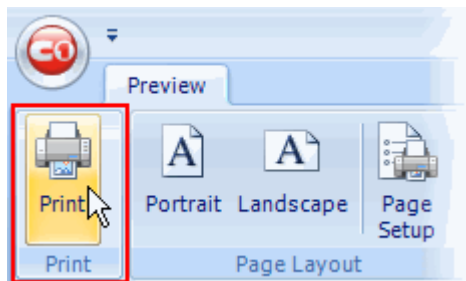 C1
Preview
Print
Portrait
Landscape
Page
Setup
Print
Page Layout